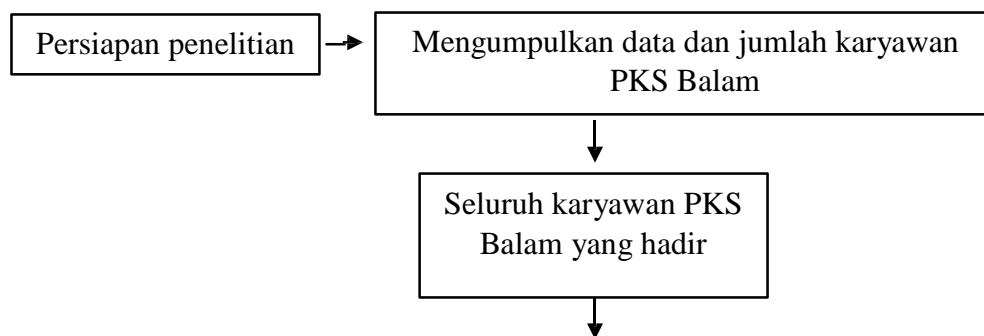 Persiapan penelitian
Mengumpulkan data dan jumlah karyawan
PKS Balam
Seluruh karyawan PKS
Balam yang hadir